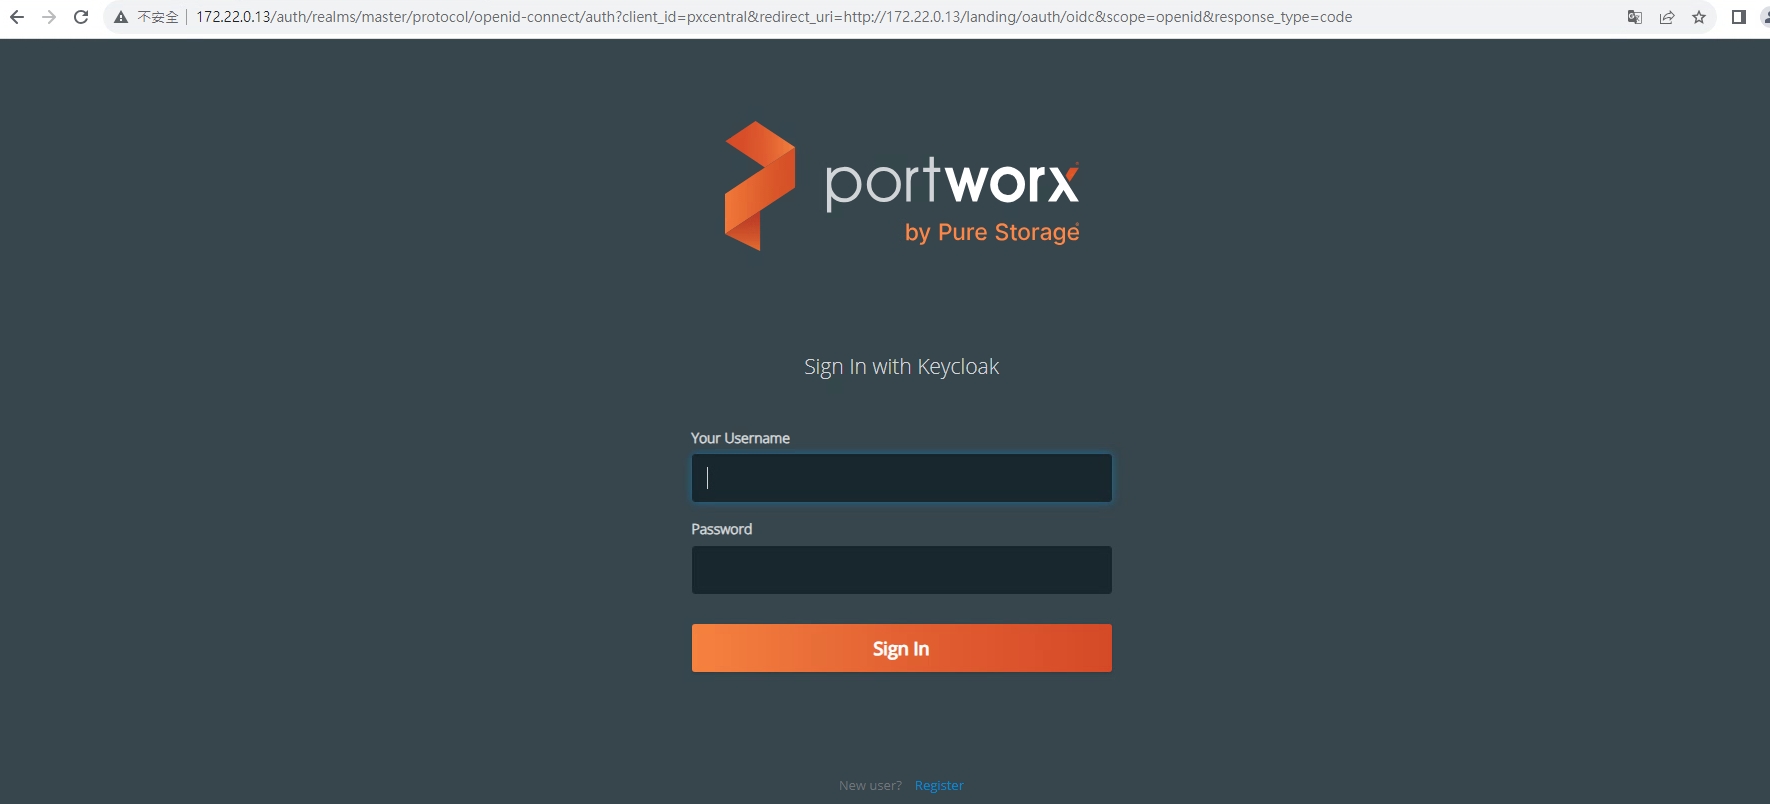 不安全 172.22.0.13/auth/realms/master/protocol/openid-connect/auth?client_id=pxcentral&redirect_uri=http://172.22.0.13/landing/oauth/oidc&scope=openid&response_type=code
portworx
by Pure Storage
Sign In with Keycloak
Your Username
Password
Sign In
New user? Register